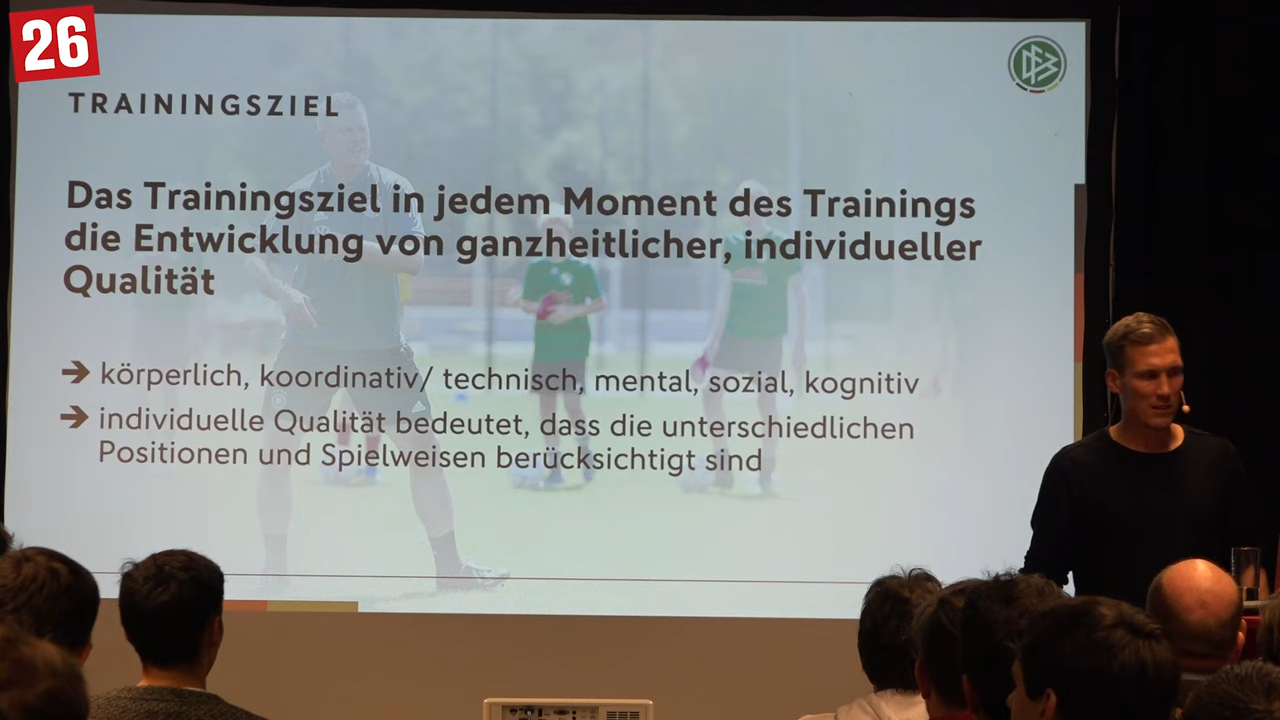 26
DFB
TRAININGSZIEL
Das Trainingsziel in jedem Moment des Trainings
die Entwicklung von ganzheitlicher, individueller
Qualität
➔ körperlich, koordinativ/ technisch, mental, sozial, kognitiv
➔ individuelle Qualität bedeutet, dass die unterschiedlichen
Positionen und Spielweisen berücksichtigt sind